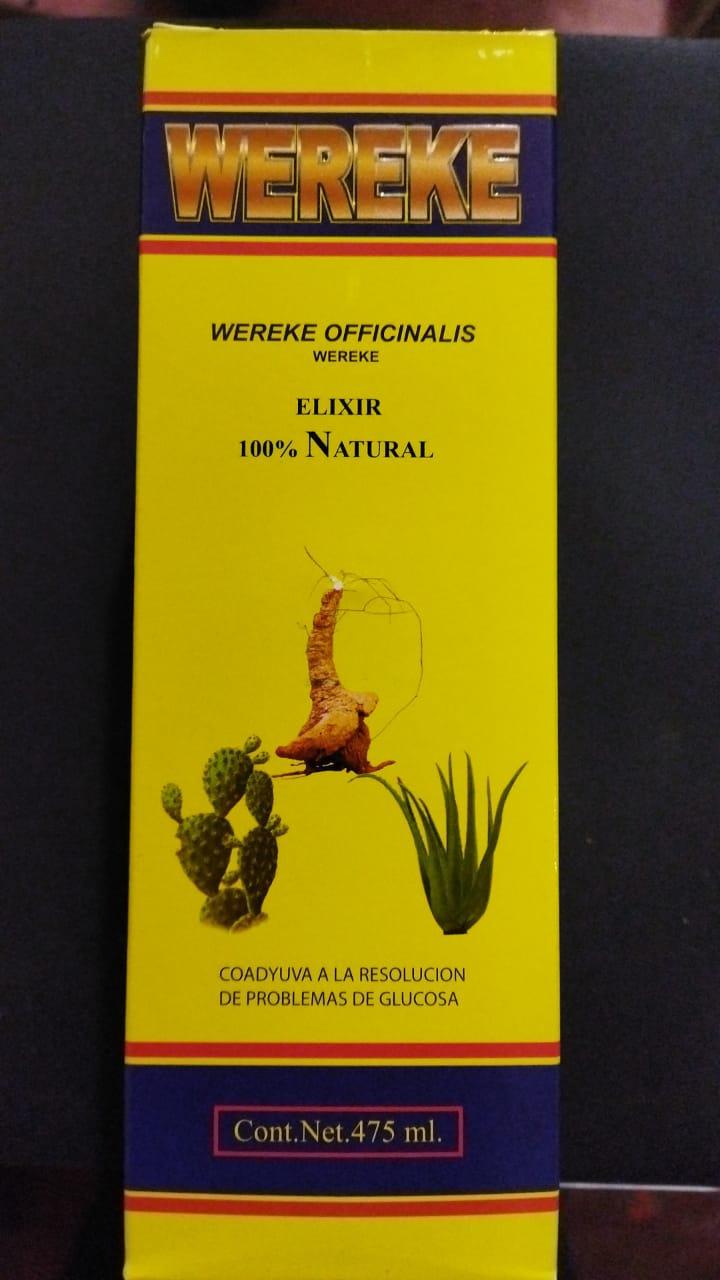 WEREKE
WEREKE OFFICINALIS
WEREKE
ELIXIR
100% NATURAL
COADYUVA A LA RESOLUCION
DE PROBLEMAS DE GLUCOSA
Cont.Net.475 ml.